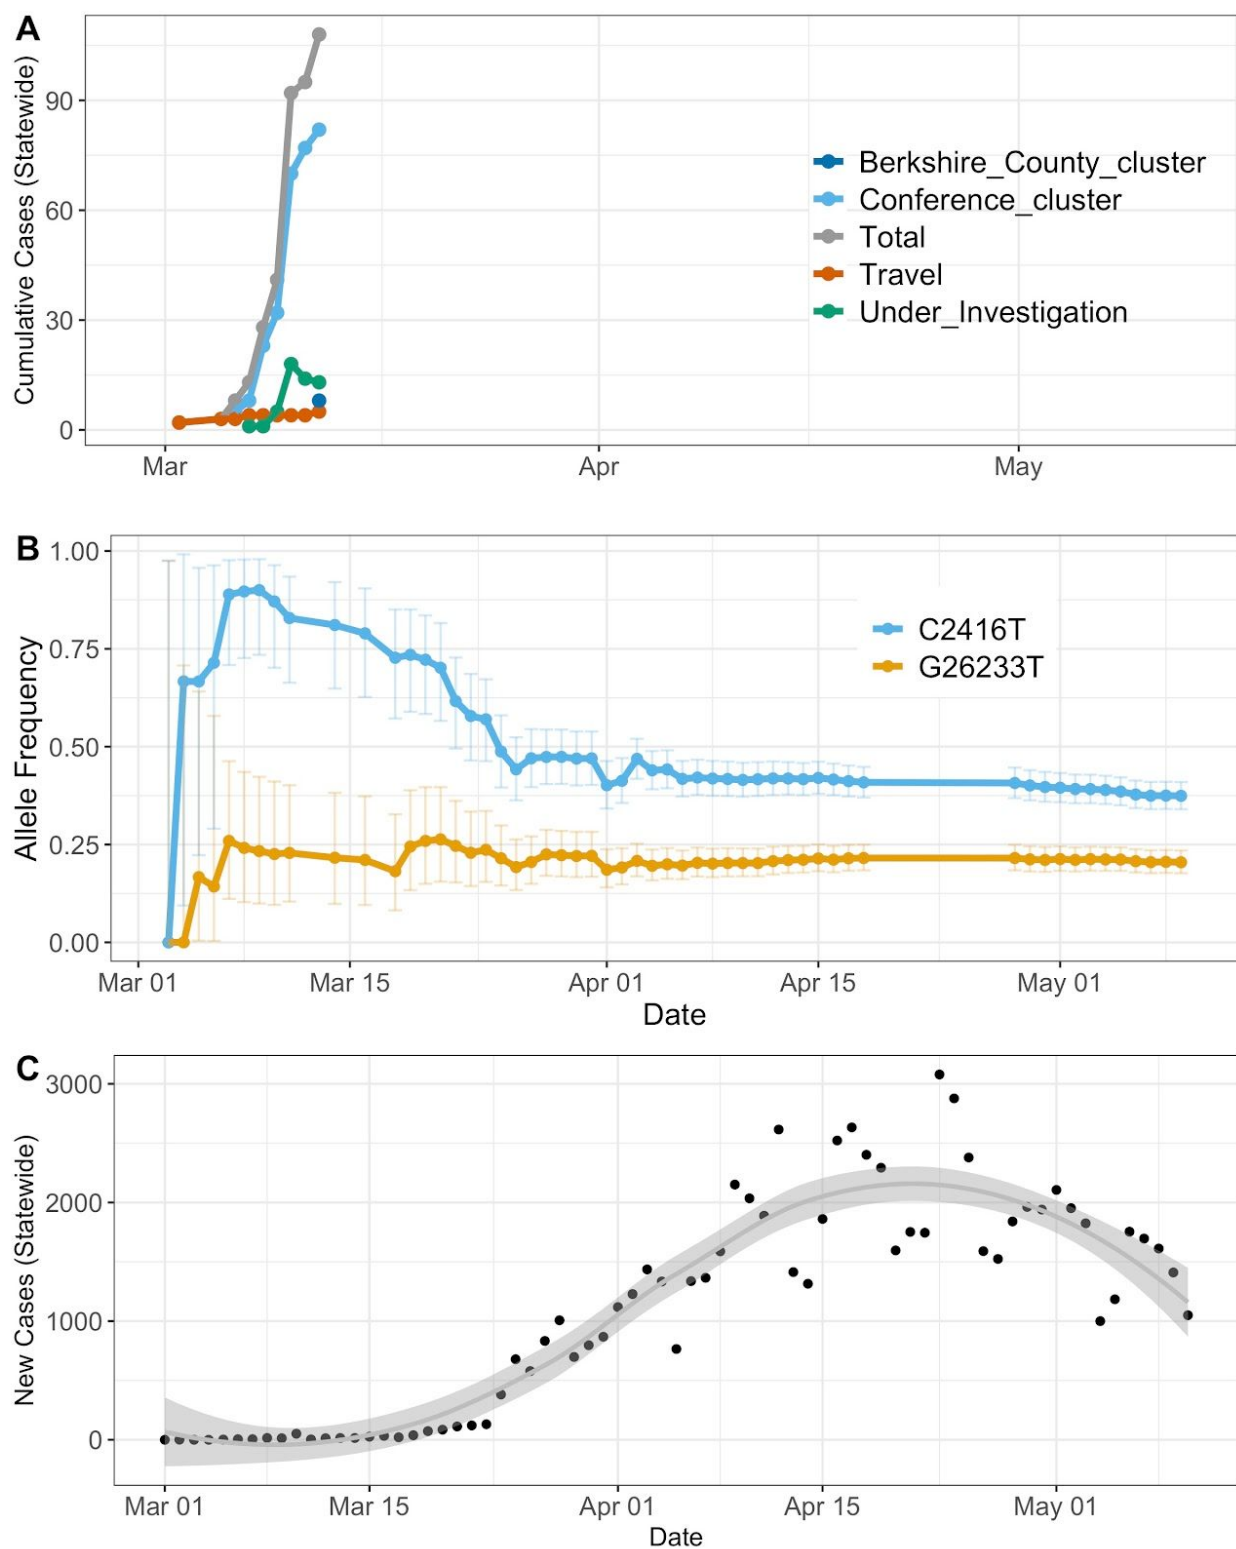 A
Cumulative Cases (Statewide)
90
60
30
0
Mar
Apr
May
Berkshire_County_cluster
Conference_cluster
Total
Travel
Under_Investigation
B
Allele Frequency
1.00
0.75
0.50
0.25
0.00
C2416T
G26233T
Mar 01
Mar 15
Apr 01
Apr 15
May 01
Date
C
New Cases (Statewide)
3000
2000
1000
0
Mar 01
Mar 15
Apr 01
Apr 15
May 01
Date